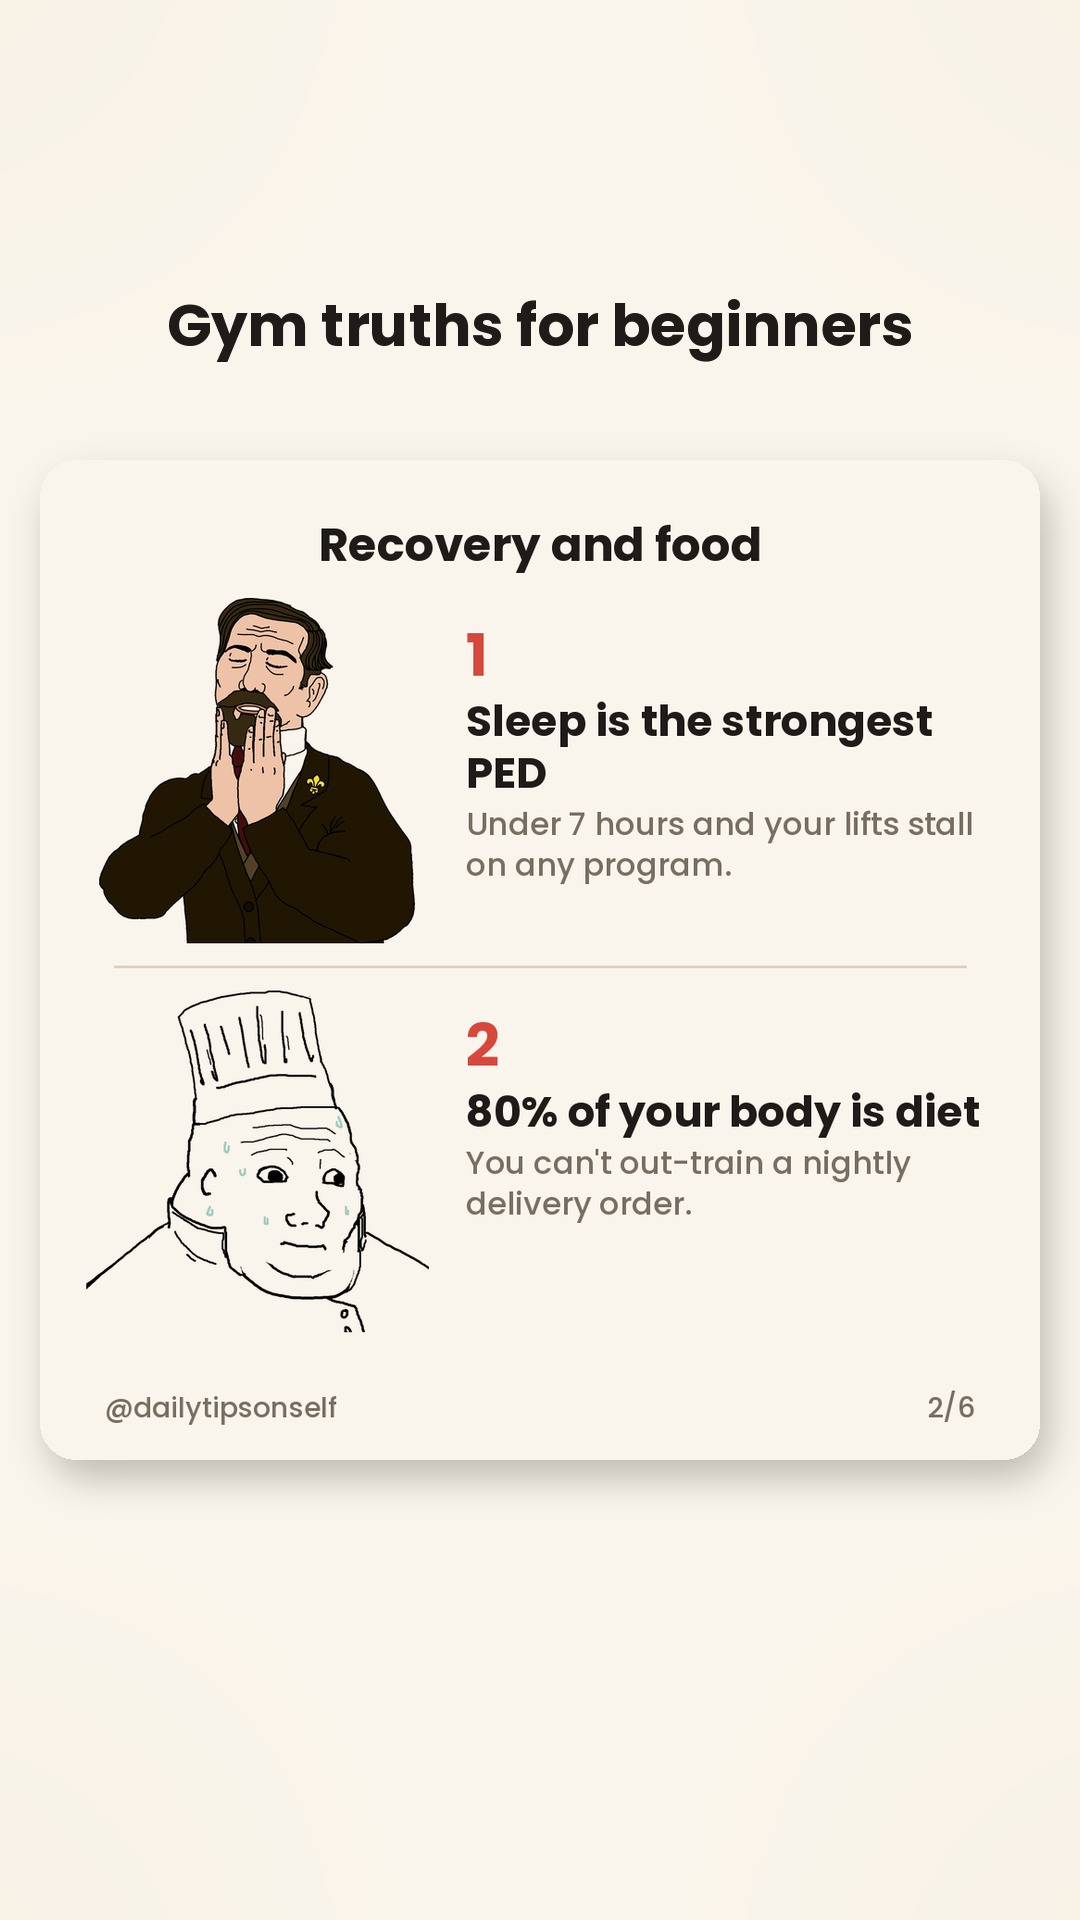 Gym truths for beginners
Recovery and food
1
Sleep is the strongest
PED
Under 7 hours and your lifts stall
on any program.
2
80% of your body is diet
You can't out-train a nightly
delivery order.
@dailytipsonself
2/6